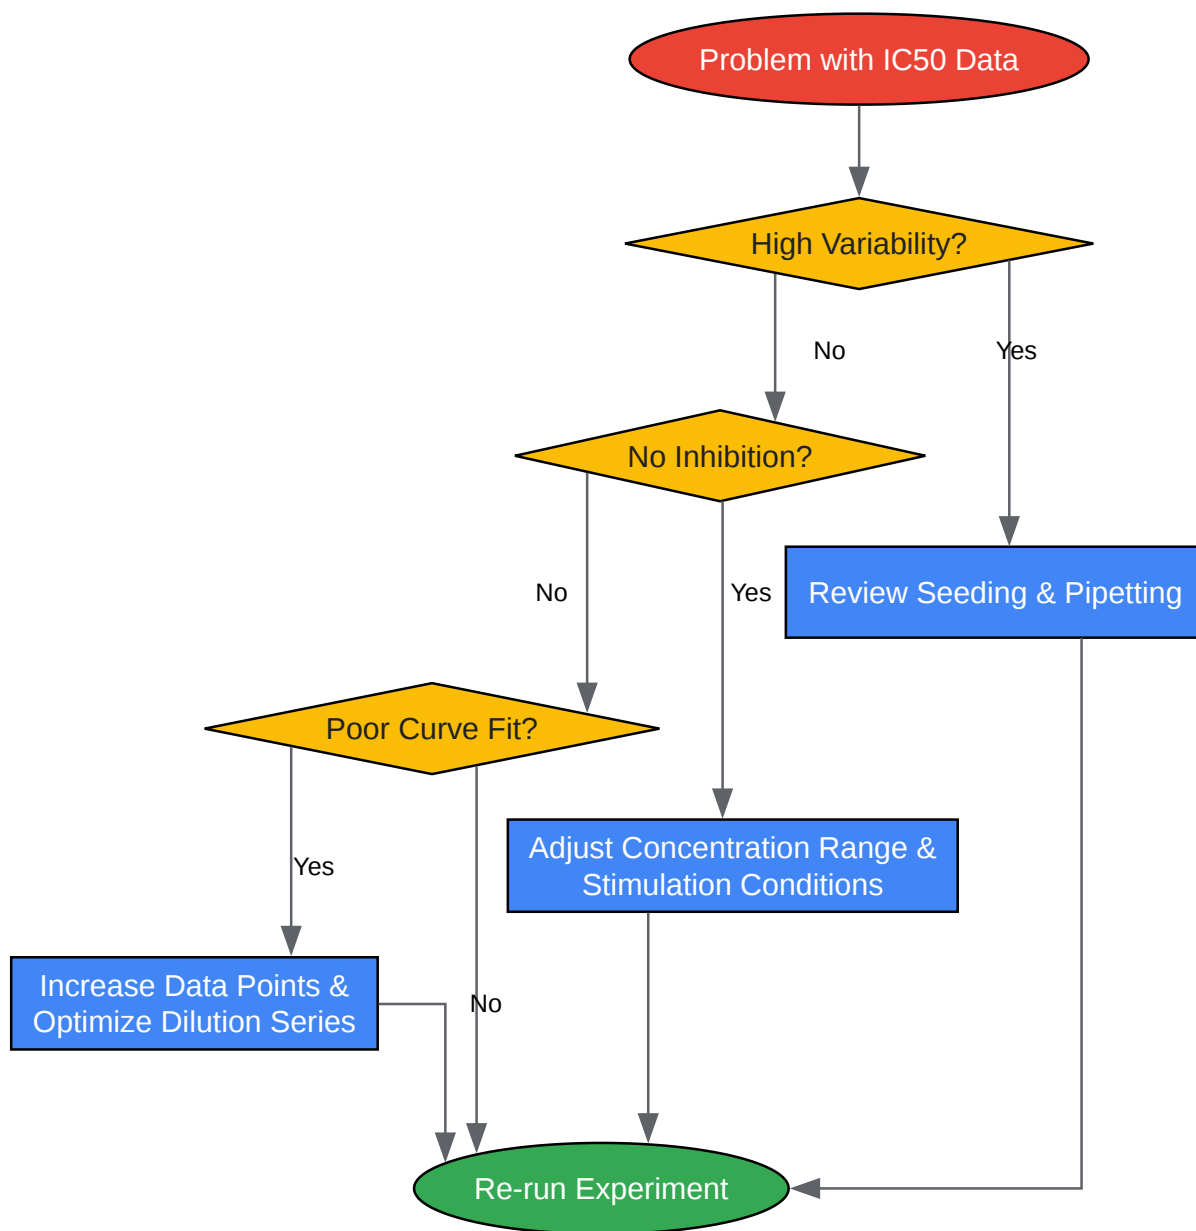 Problem with IC50 Data
High Variability?
No
Yes
No Inhibition?
No
Yes
Review Seeding & Pipetting
Poor Curve Fit?
Adjust Concentration Range &
Stimulation Conditions
Yes
Increase Data Points &
Optimize Dilution Series
No
Re-run Experiment